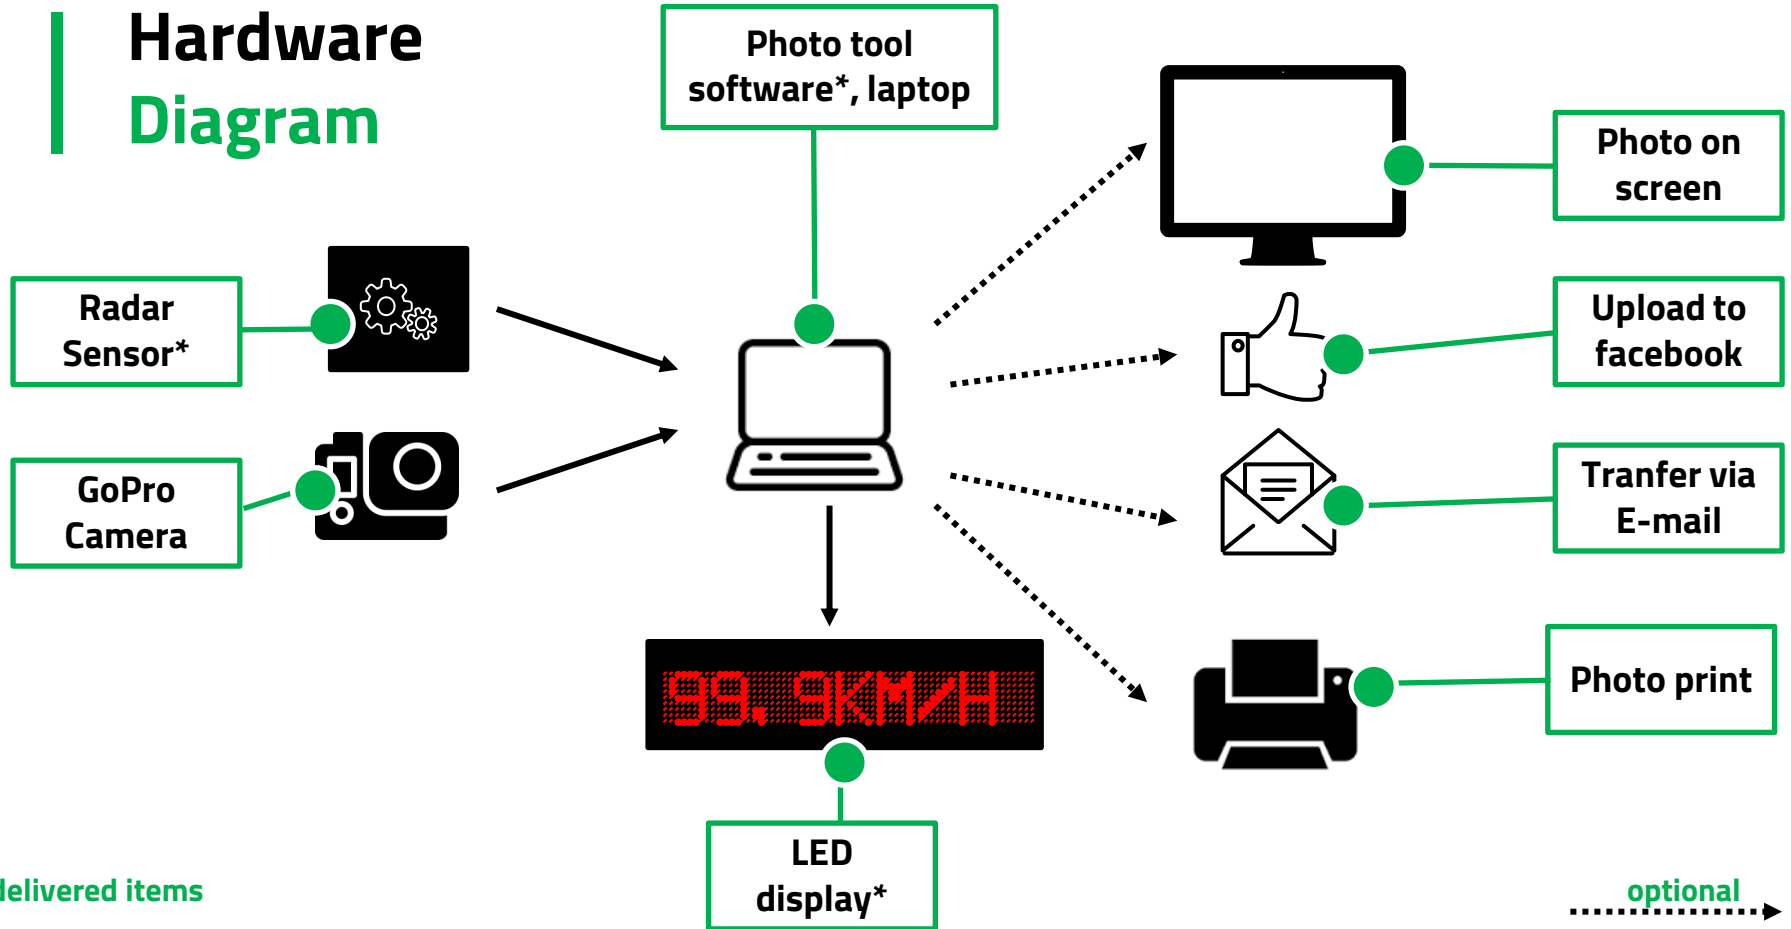 Hardware
Diagram
Photo tool
software*, laptop
Photo on
screen
Radar
Sensor*
Upload to
facebook
GoPro
Camera
Tranfer via
E-mail
99.9KM/H
Photo print
LED
display*
delivered items
optional